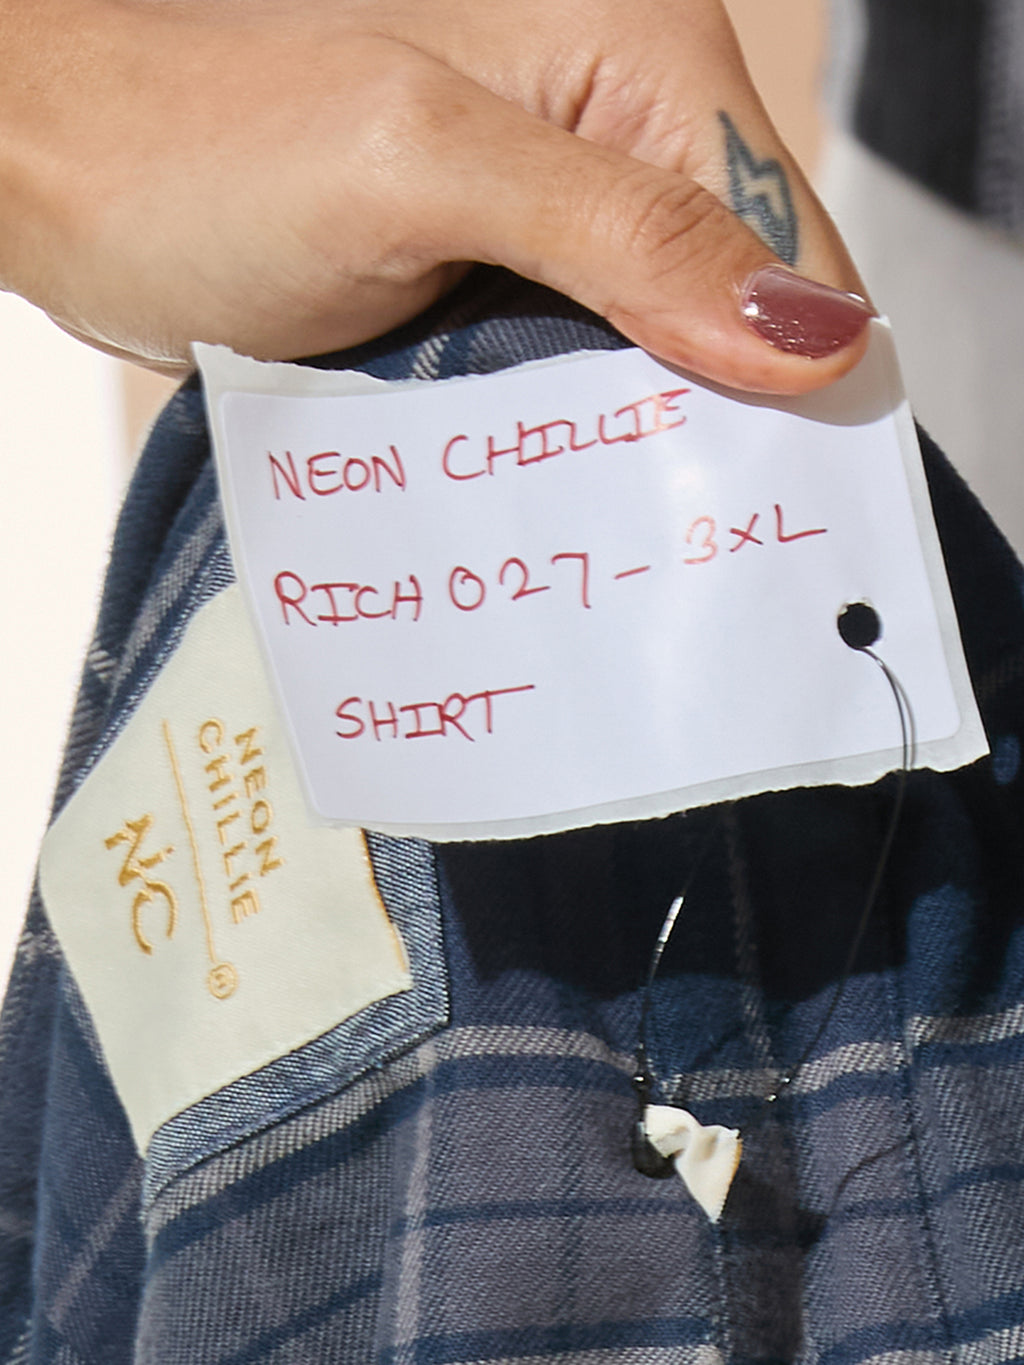 NEON CHILLIE
RICH 027 - 3XL
SHIRT
NEON
CHILLIE
NC
®